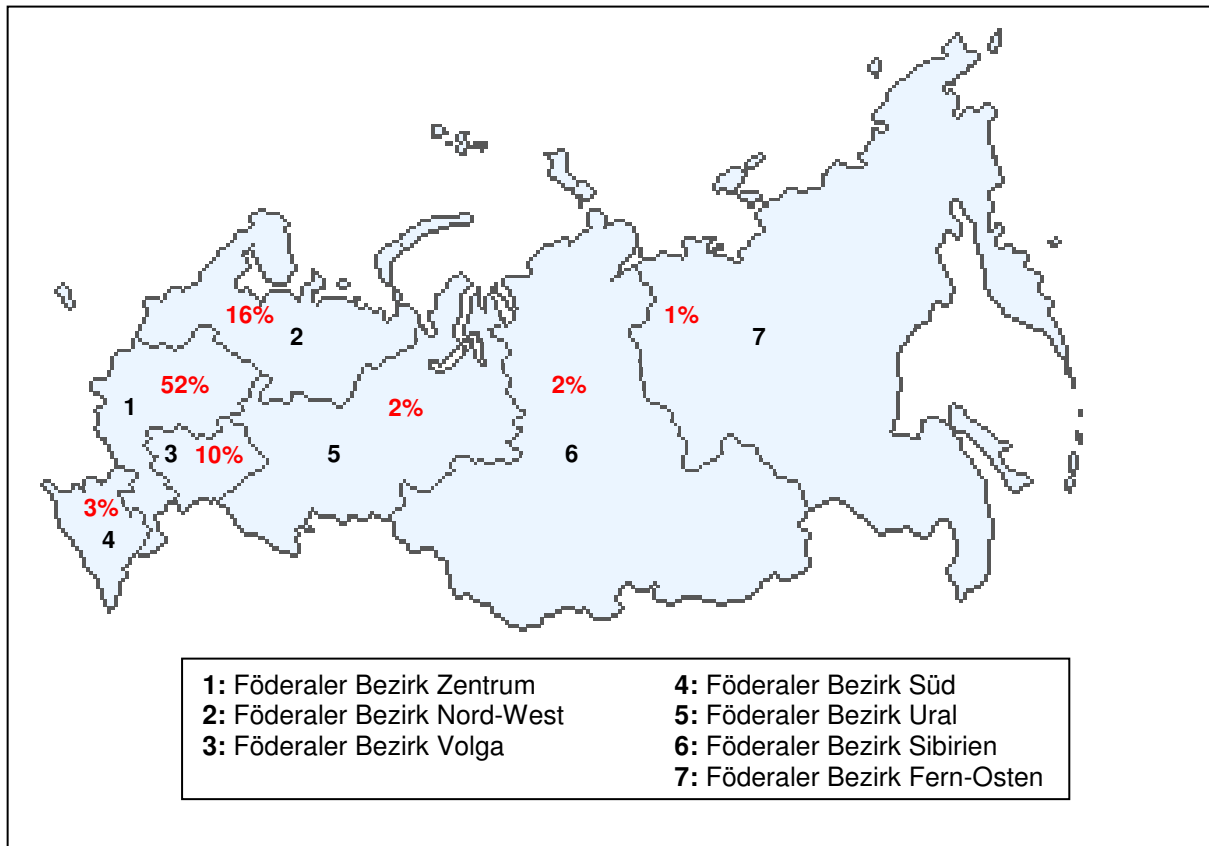 16%
2
1%
7
52%
1
2%
2%
3
10%
5
6
3%
4
1: Föderaler Bezirk Zentrum
2: Föderaler Bezirk Nord-West
3: Föderaler Bezirk Volga
4: Föderaler Bezirk Süd
5: Föderaler Bezirk Ural
6: Föderaler Bezirk Sibirien
7: Föderaler Bezirk Fern-Osten